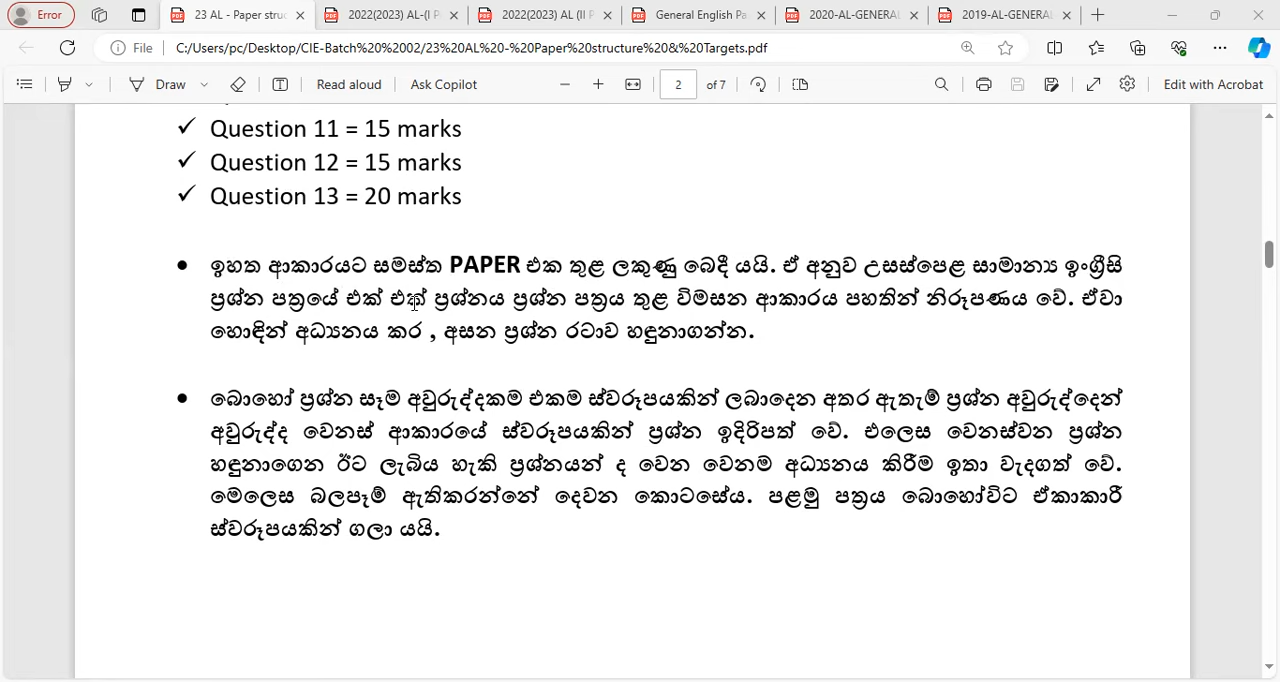 Error
23 AL - Paper struc
2022(2023) AL-(I P
2022(2023) AL (II P
General English Pa
2020-AL-GENERAL
2019-AL-GENERAL
File
C:/Users/pc/Desktop/CIE-Batch%20%2002/23%20AL%20-%20Paper%20structure%20&%20Targets.pdf
Draw
Read aloud
Ask Copilot
2
of 7
Edit with Acrobat
✓ Question 11 = 15 marks
✓ Question 12 = 15 marks
✓ Question 13 = 20 marks
• ඉහත ආකාරයට සමස්ත PAPER එක තුළ ලකුණු බෙදී යයි. ඒ අනුව උසස්පෙළ සාමාන්‍ය ඉංග්‍රීසි
ප්‍රශ්න පත්‍රයේ එක් එක් ප්‍රශ්නය ප්‍රශ්න පත්‍රය තුළ විමසන ආකාරය පහතින් නිරූපණය වේ. ඒවා
හොඳින් අධ්‍යනය කර , අසන ප්‍රශ්න රටාව හඳුනාගන්න.
• බොහෝ ප්‍රශ්න සෑම අවුරුද්දකම එකම ස්වරූපයකින් ලබාදෙන අතර ඇතැම් ප්‍රශ්න අවුරුද්දෙන්
අවුරුද්ද වෙනස් ආකාරයේ ස්වරූපයකින් ප්‍රශ්න ඉදිරිපත් වේ. එලෙස වෙනස්වන ප්‍රශ්න
හඳුනාගෙන ඊට ලැබිය හැකි ප්‍රශ්නයන් ද වෙන වෙනම අධ්‍යනය කිරීම ඉතා වැදගත් වේ.
මෙලෙස බලපෑම් ඇතිකරන්නේ දෙවන කොටසේය. පළමු පත්‍රය බොහෝවිට ඒකාකාරී
ස්වරූපයකින් ගලා යයි.